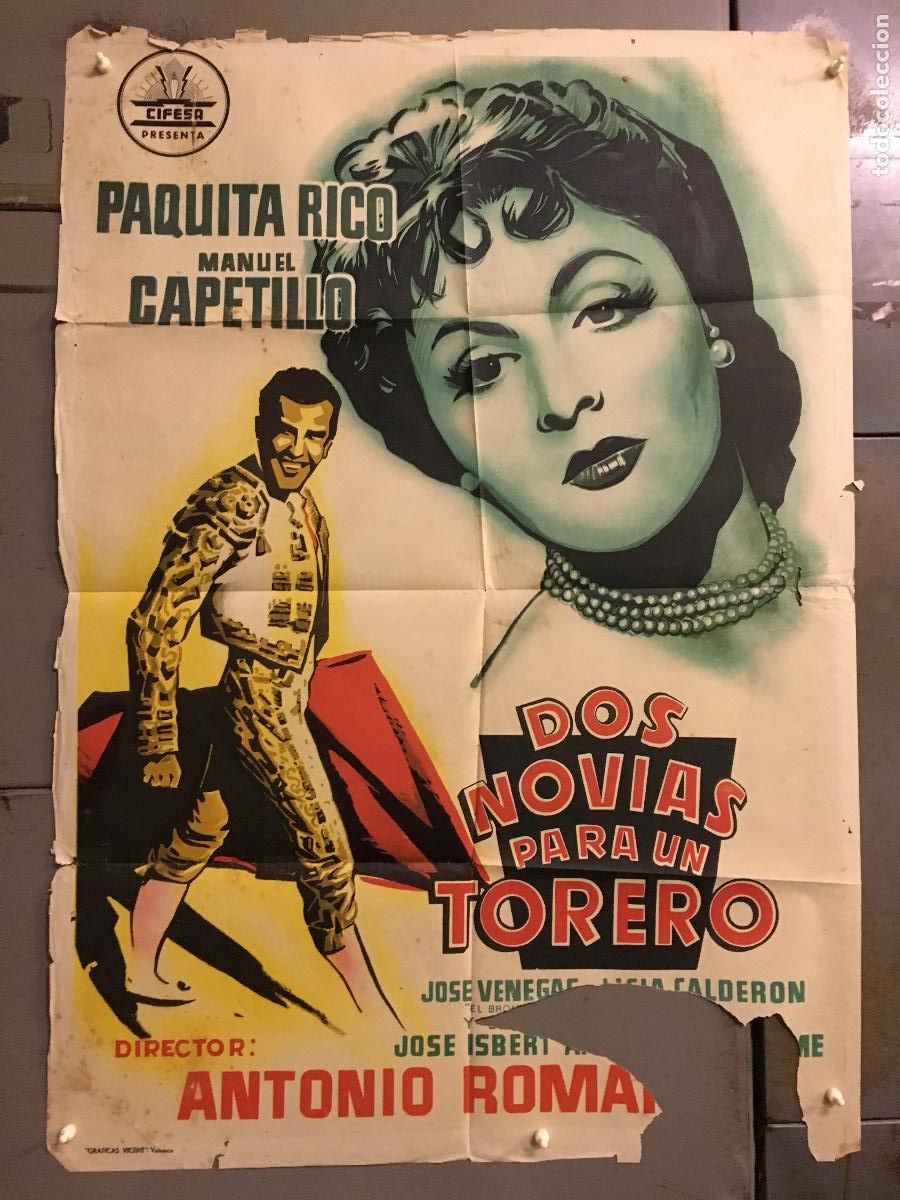 CIFESA
PRESENTA
PAQUITA RICO
MANUEL
CAPETILLO
DOS
NOVIAS
PARA UN
TORERO
JOSE VENEGAS CALDERON
"EL
Y
DIRECTOR:
JOSE ISBERT
ANTONIO ROMA
"GRAFICAS VICENT" Valencia
todocoleccion